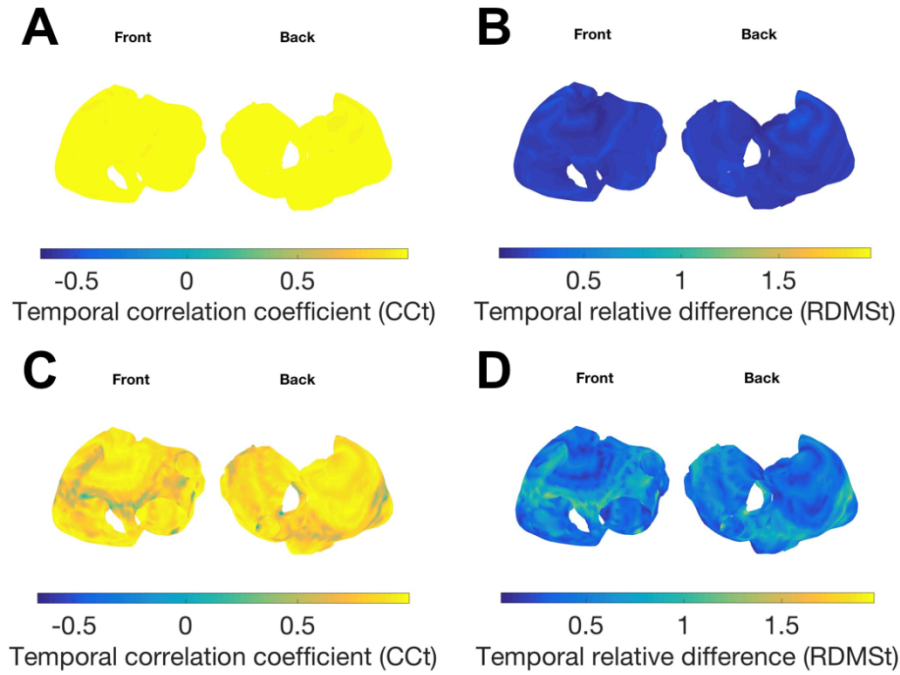 A Front Back
B Front Back
-0.5 0 0.5
Temporal correlation coefficient (CCt)
0.5 1 1.5
Temporal relative difference (RDMSt)
C Front Back
D Front Back
-0.5 0 0.5
Temporal correlation coefficient (CCt)
0.5 1 1.5
Temporal relative difference (RDMSt)